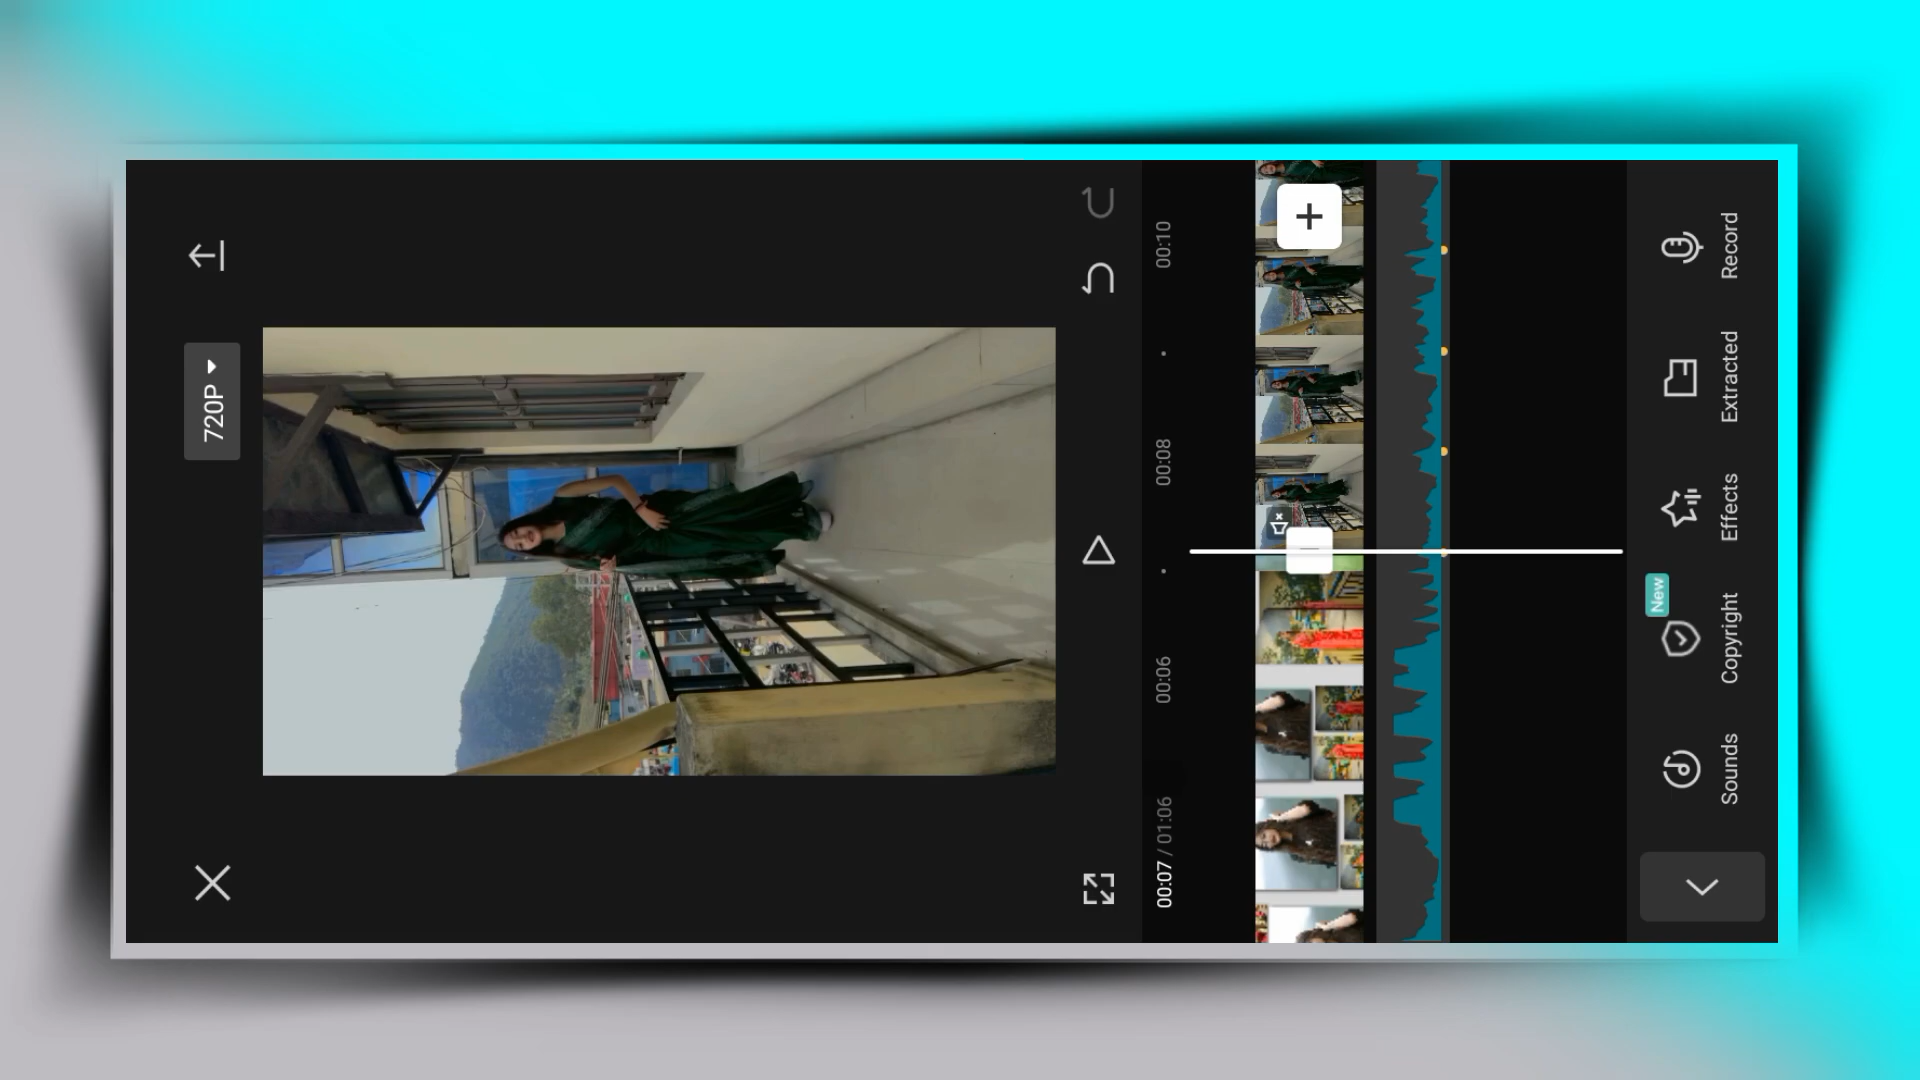 720P
00:07 / 01:06
00:06
00:08
00:10
Sounds
Copyright
New
Effects
Extracted
Record